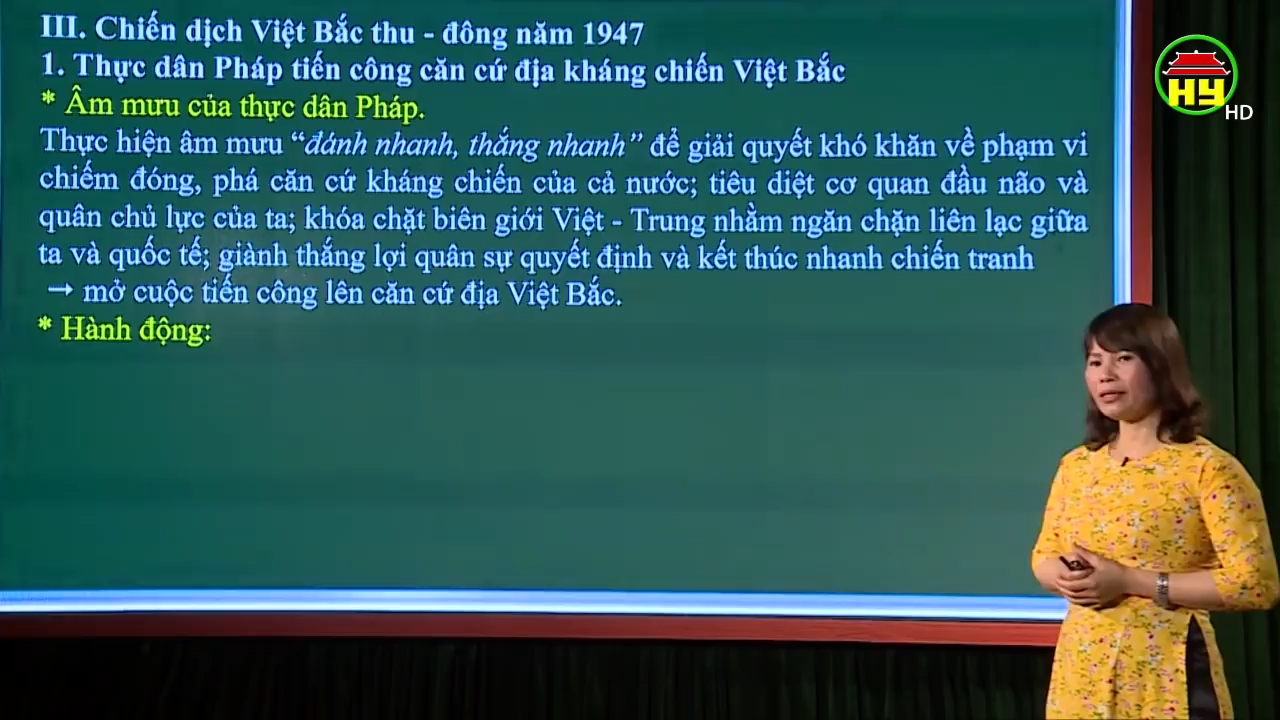 III. Chiến dịch Việt Bắc thu - đông năm 1947
1. Thực dân Pháp tiến công căn cứ địa kháng chiến Việt Bắc
* Âm mưu của thực dân Pháp.
Thực hiện âm mưu “đánh nhanh, thắng nhanh” để giải quyết khó khăn về phạm vi
chiếm đóng, phá căn cứ kháng chiến của cả nước; tiêu diệt cơ quan đầu não và
quân chủ lực của ta; khóa chặt biên giới Việt - Trung nhằm ngăn chặn liên lạc giữa
ta và quốc tế; giành thắng lợi quân sự quyết định và kết thúc nhanh chiến tranh
→ mở cuộc tiến công lên căn cứ địa Việt Bắc.
* Hành động:
HY
HD